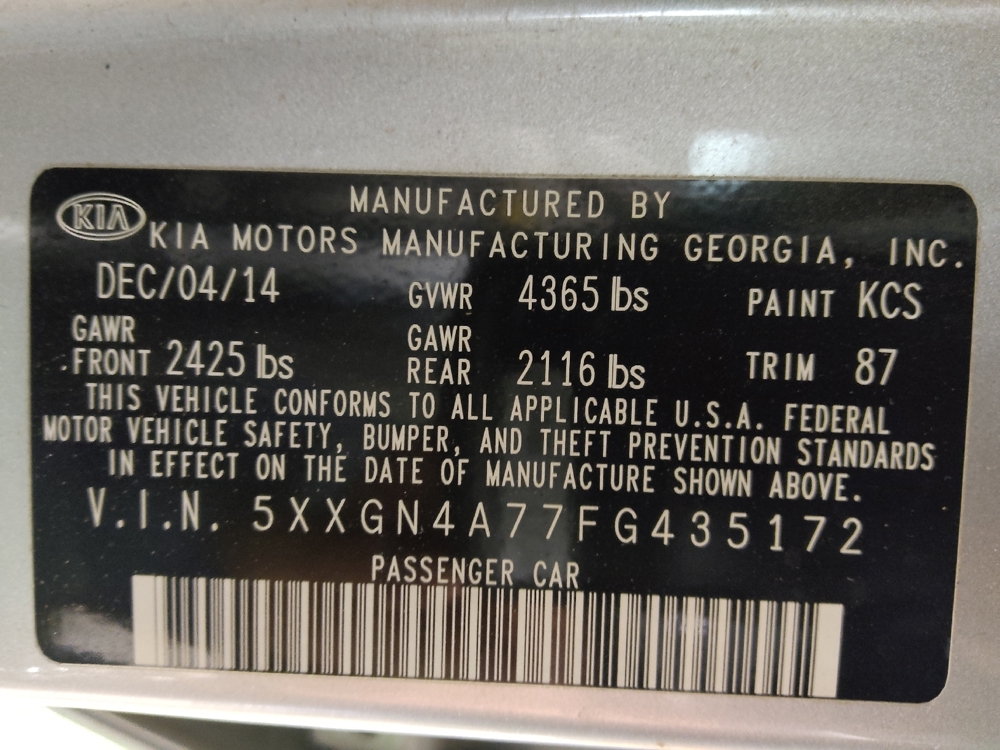 KIA
MANUFACTURED BY
KIA MOTORS MANUFACTURING GEORGIA, INC.
DEC/04/14 GVWR 4365 lbs PAINT KCS
GAWR FRONT 2425 lbs GAWR REAR 2116 lbs TRIM 87
THIS VEHICLE CONFORMS TO ALL APPLICABLE U.S.A. FEDERAL
MOTOR VEHICLE SAFETY, BUMPER, AND THEFT PREVENTION STANDARDS
IN EFFECT ON THE DATE OF MANUFACTURE SHOWN ABOVE.
V.I.N. 5XXGN4A77FG435172
PASSENGER CAR